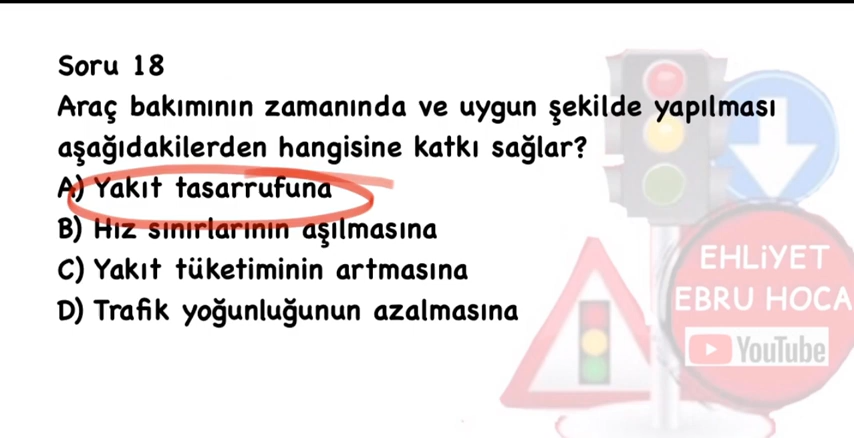 Soru 18
Araç bakımının zamanında ve uygun şekilde yapılması
aşağıdakilerden hangisine katkı sağlar?
A) Yakıt tasarrufuna
B) Hız sınırlarının aşılmasına
C) Yakıt tüketiminin artmasına
D) Trafik yoğunluğunun azalmasına
EHLİYET
EBRU HOCA
YouTube